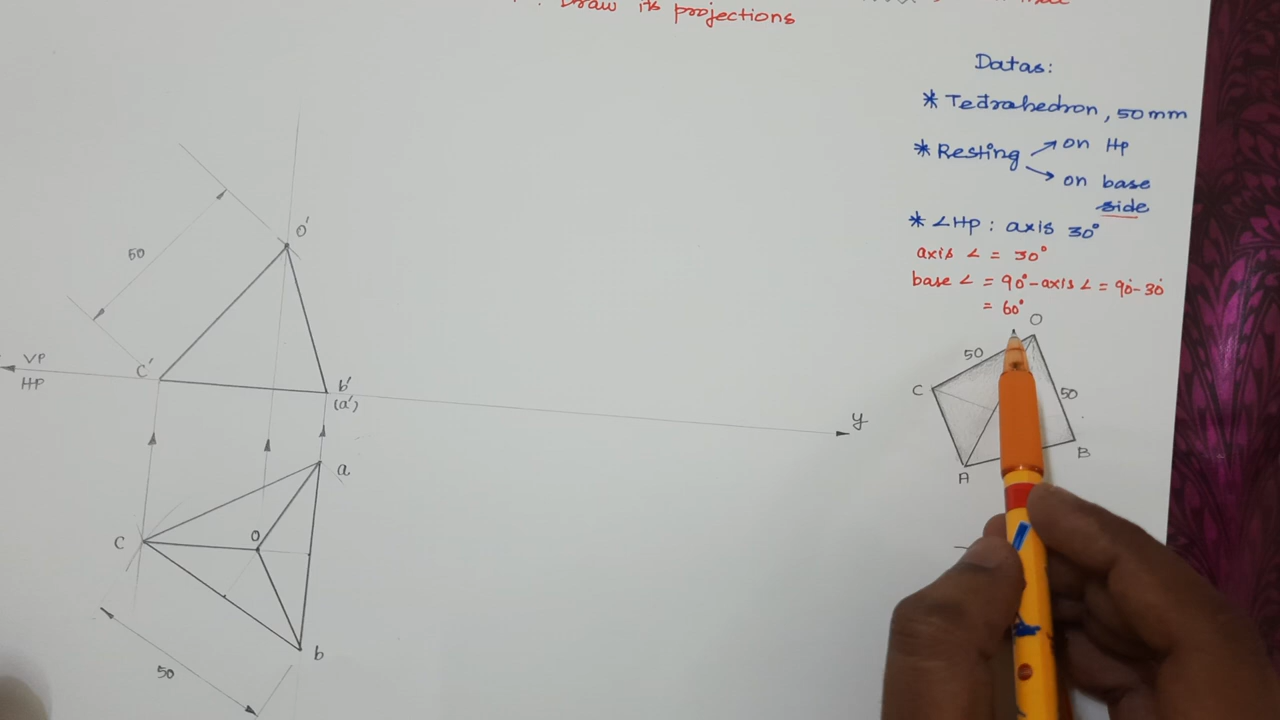 Draw its projections
Datas:
* Tetrahedron, 50mm
* Resting → on Hp
→ on base
side
* ∠Hp : axis 30°
axis ∠ = 30°
base ∠ = 90° - axis ∠ = 90 - 30
= 60°
O
50
C
50
B
A
o'
50
VP
HP
c'
b'
(a')
y
a
o
c
b
50